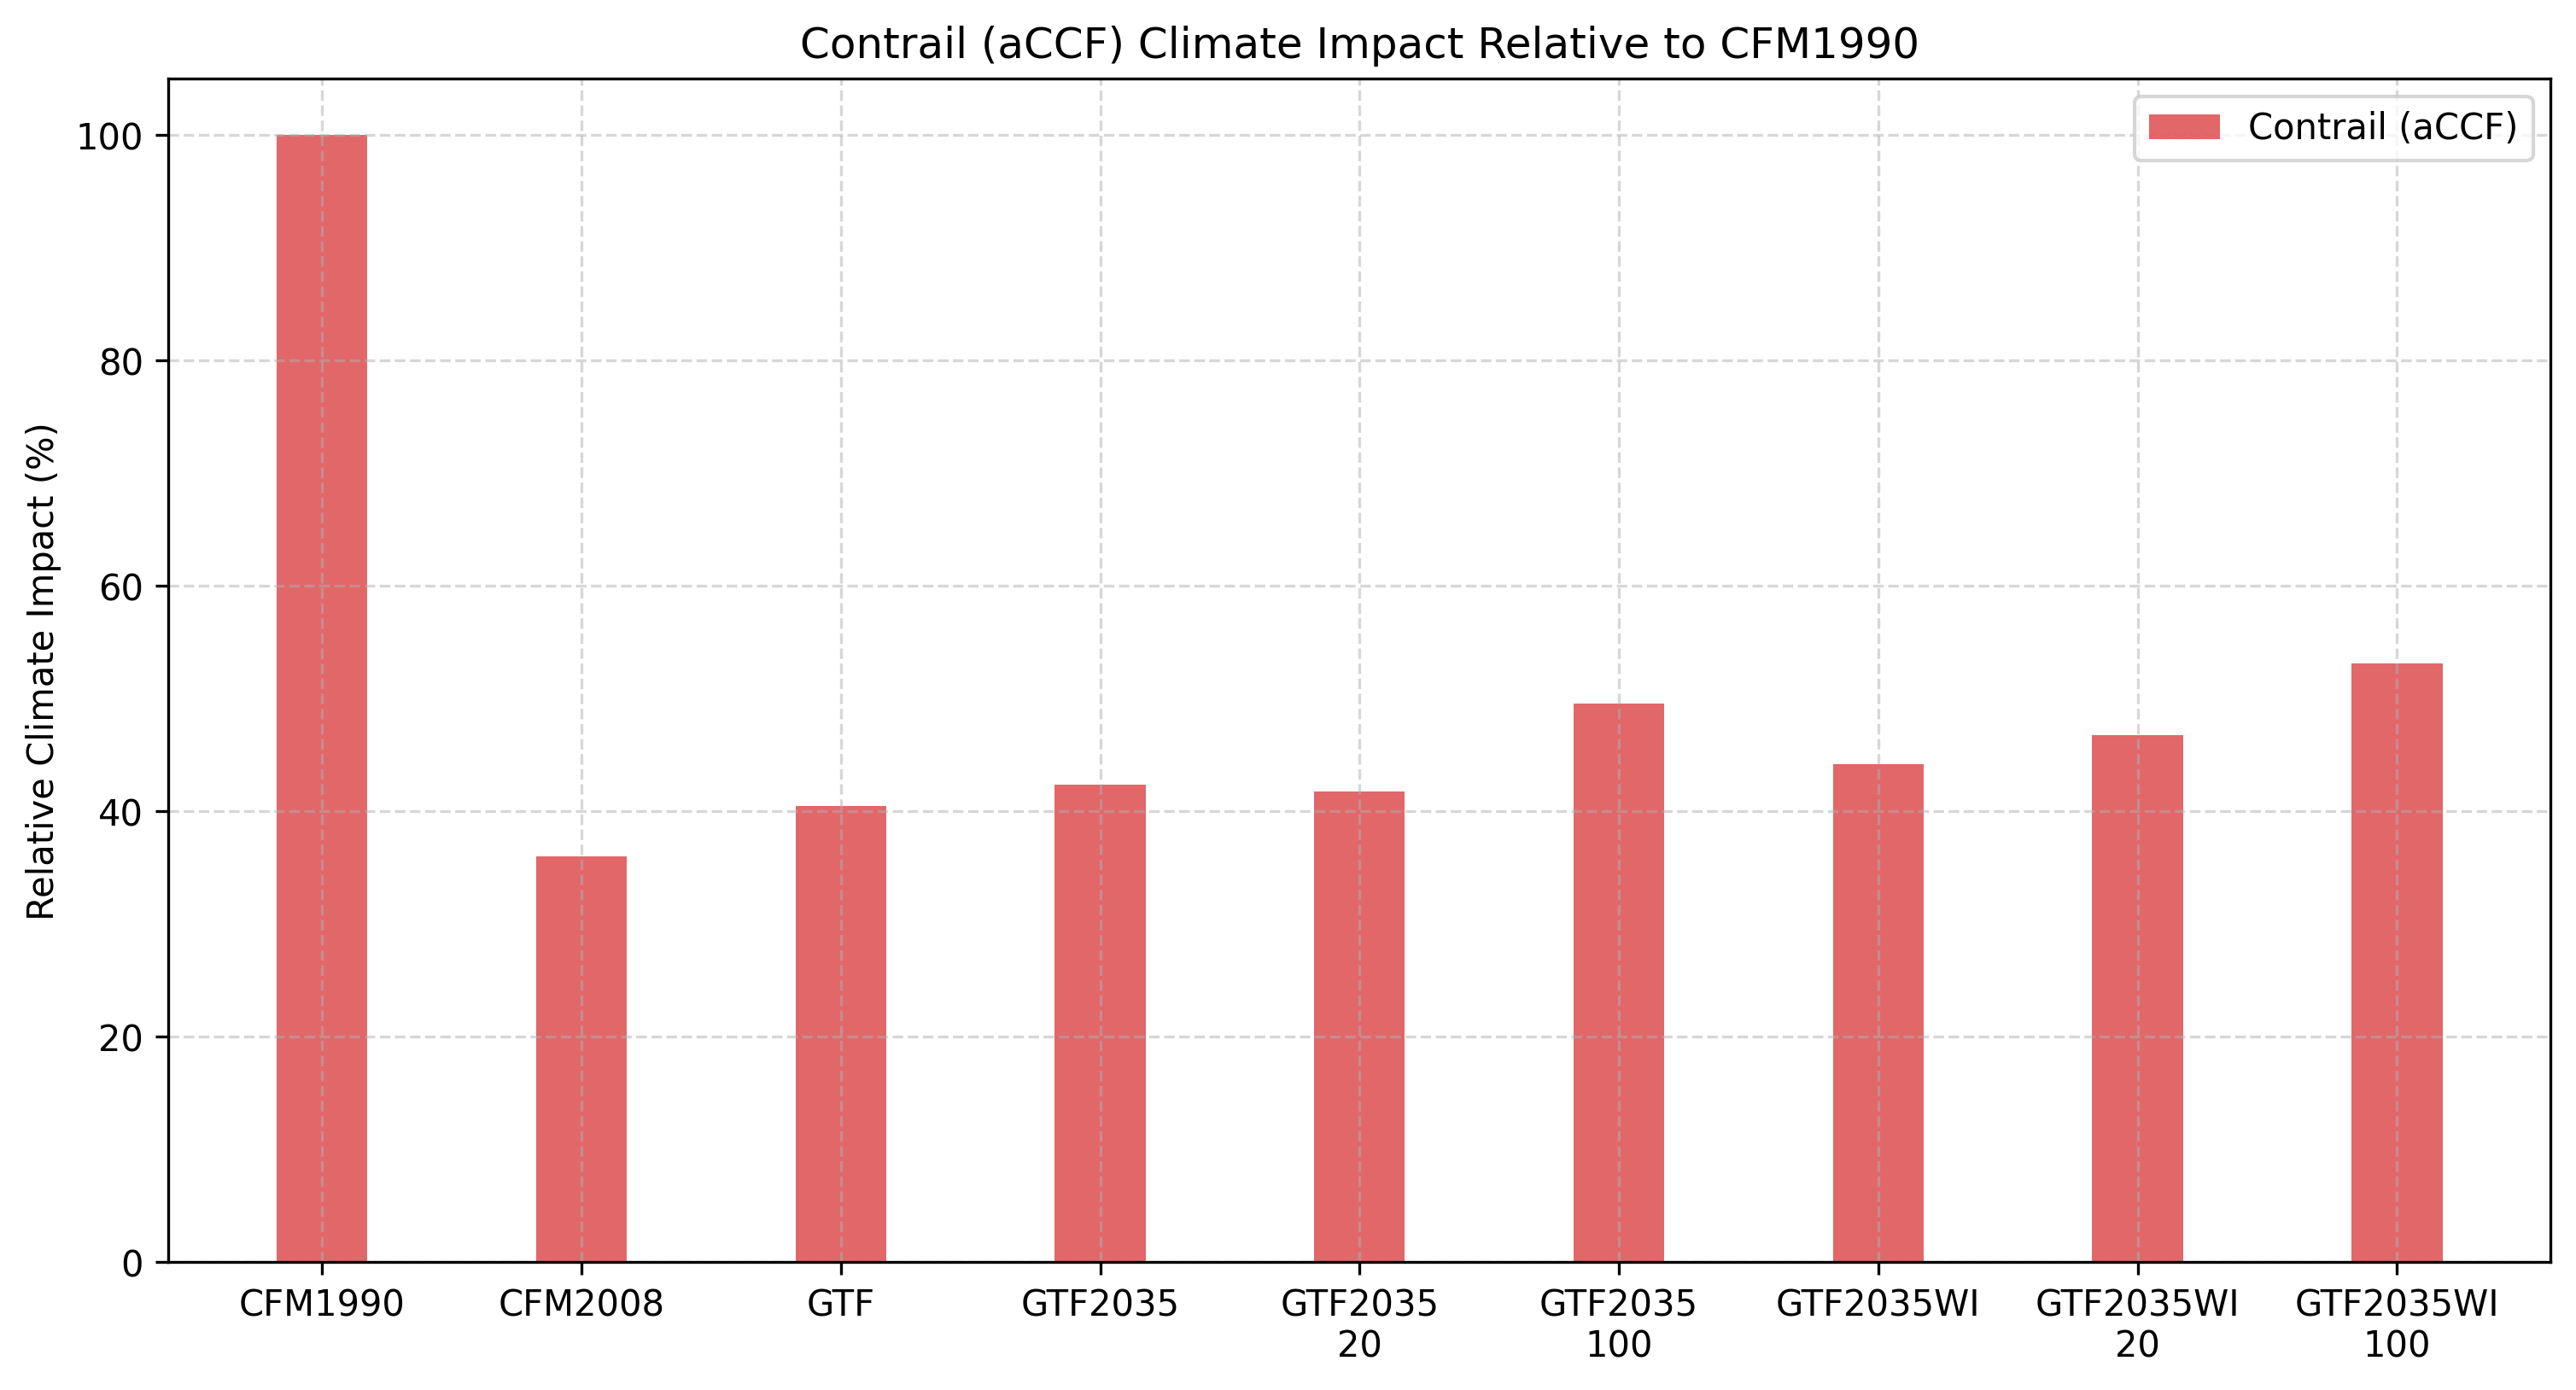 Contrail (aCCF) Climate Impact Relative to CFM1990
Contrail (aCCF)
Relative Climate Impact (%)
100
80
60
40
20
0
CFM1990 CFM2008 GTF GTF2035 GTF2035 GTF2035 GTF2035WI GTF2035WI GTF2035WI
20 100 20 100